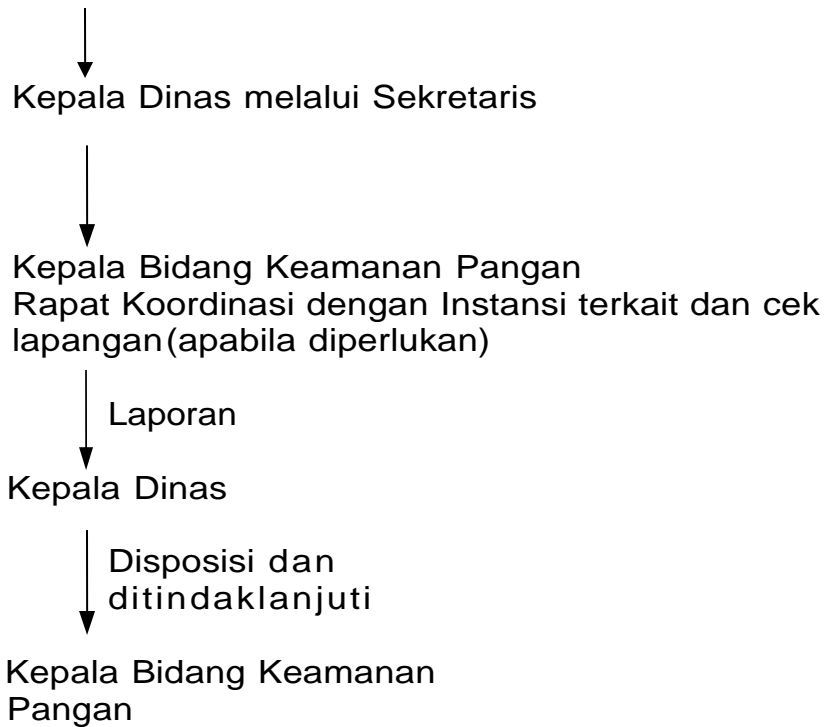 Kepala Dinas melalui Sekretaris
Kepala Bidang Keamanan Pangan
Rapat Koordinasi dengan Instansi terkait dan cek
lapangan (apabila diperlukan)
Laporan
Kepala Dinas
Disposisi dan
ditindaklanjuti
Kepala Bidang Keamanan
Pangan